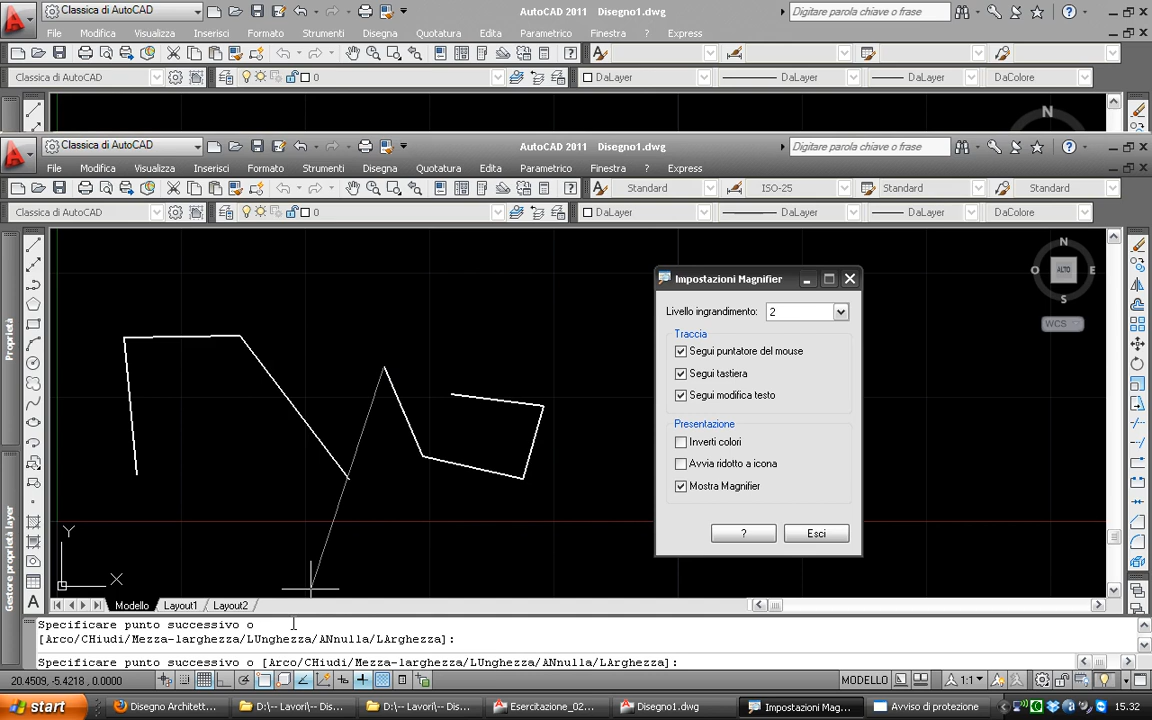 Classica di AutoCAD
AutoCAD 2011 Disegno1.dwg
Digitare parola chiave o frase
File Modifica Visualizza Inserisci Formato Strumenti Disegna Quotatura Edita Parametrico Finestra ? Express
Classica di AutoCAD
0
DaLayer
DaLayer
DaLayer
DaColore
N
Classica di AutoCAD
AutoCAD 2011 Disegno1.dwg
Digitare parola chiave o frase
File Modifica Visualizza Inserisci Formato Strumenti Disegna Quotatura Edita Parametrico Finestra ? Express
Standard
ISO-25
Standard
Standard
Classica di AutoCAD
0
DaLayer
DaLayer
DaLayer
DaColore
Proprietà
Gestore proprietà layer
N
O ALTO E
S
WCS
Impostazioni Magnifier
Livello ingrandimento: 2
Traccia
Segui puntatore del mouse
Segui tastiera
Segui modifica testo
Presentazione
Inverti colori
Avvia ridotto a icona
Mostra Magnifier
? Esci
Y
X
A
Modello Layout1 Layout2
Specificare punto successivo o
[Arco/CHiudi/Mezza-larghezza/LUnghezza/ANnulla/LArghezza]:
Specificare punto successivo o [Arco/CHiudi/Mezza-larghezza/LUnghezza/ANnulla/LArghezza]:
20.4509, -5.4218, 0.0000
MODELLO
1:1
start
Disegno Architett...
D:\-- Lavori\-- Dis...
D:\-- Lavori\-- Dis...
Esercitazione_02...
Disegno1.dwg
Impostazioni Mag...
Avviso di protezione
15.32